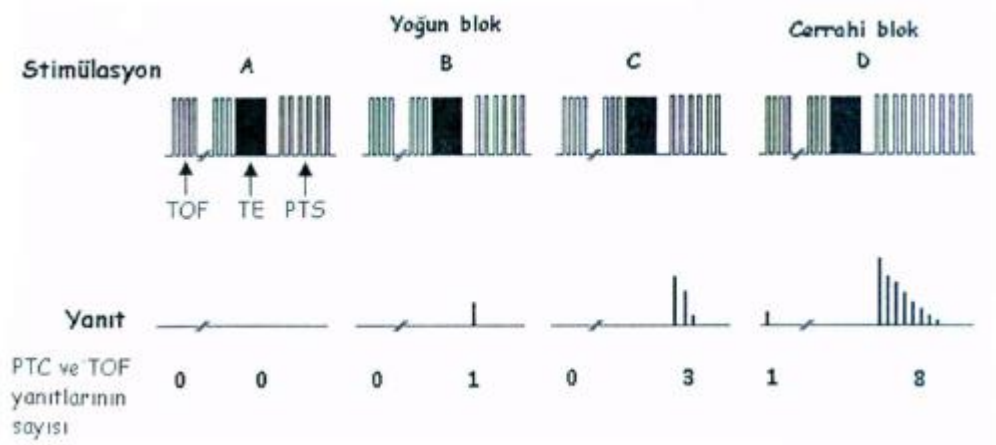 Yoğun blok
Cerrahi blok
Stimülasyon
A
B
C
D
TOF
TE
PTS
Yanıt
PTC ve TOF
yanıtlarının
sayısı
0 0 0 1 0 3 1 8